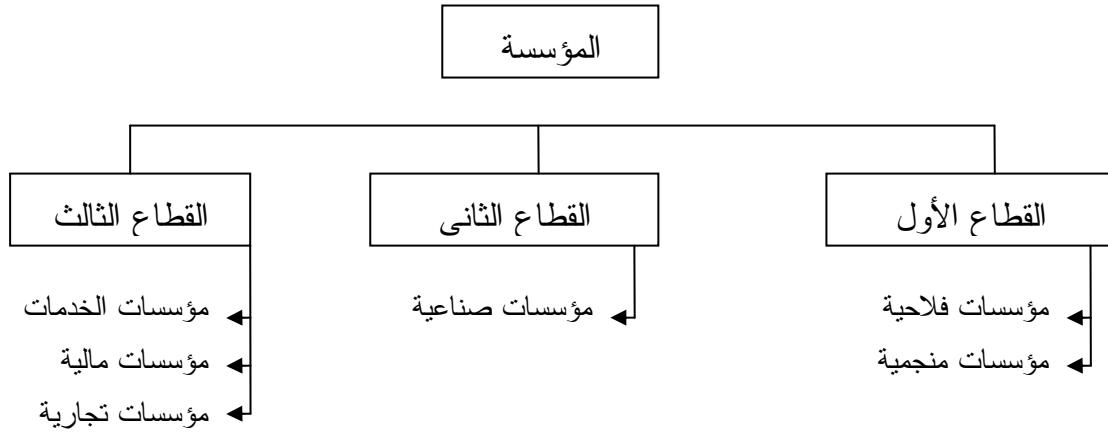 المؤسسة
القطاع الأول
القطاع الثانى
القطاع الثالث
مؤسسات فلاحية
مؤسسات منجمية
مؤسسات صناعية
مؤسسات الخدمات
مؤسسات مالية
مؤسسات تجارية